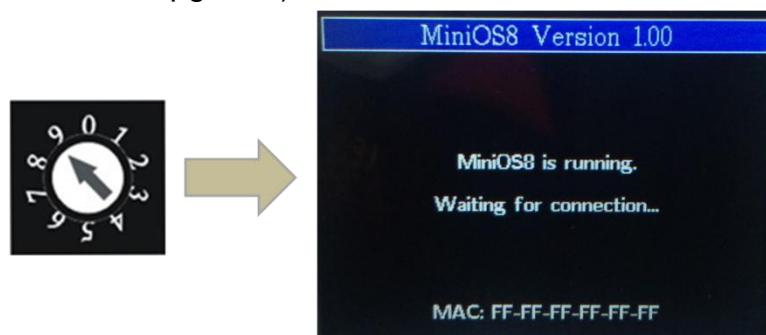 MiniOS8 Version 1.00
9 0 1
8 2
7 3
6 5 4
MiniOS8 is running.
Waiting for connection...
MAC: FF-FF-FF-FF-FF-FF